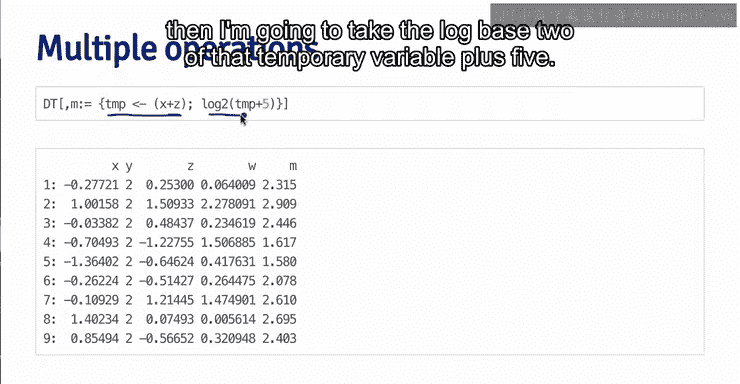 then I'm going to take the log base two
of that temporary variable plus five.
Multiple operations
DT[,m:= {tmp <- (x+z); log2(tmp+5)}]
x y z w m
1: -0.27721 2 0.25300 0.064009 2.315
2: 1.00158 2 1.50933 2.278091 2.909
3: -0.03382 2 0.48437 0.234619 2.446
4: -0.70493 2 -1.22755 1.506885 1.617
5: -1.36402 2 -0.64624 0.417631 1.580
6: -0.26224 2 -0.51427 0.264475 2.078
7: -0.10929 2 1.21445 1.474901 2.610
8: 1.40234 2 0.07493 0.005614 2.695
9: 0.85494 2 -0.56652 0.320948 2.403